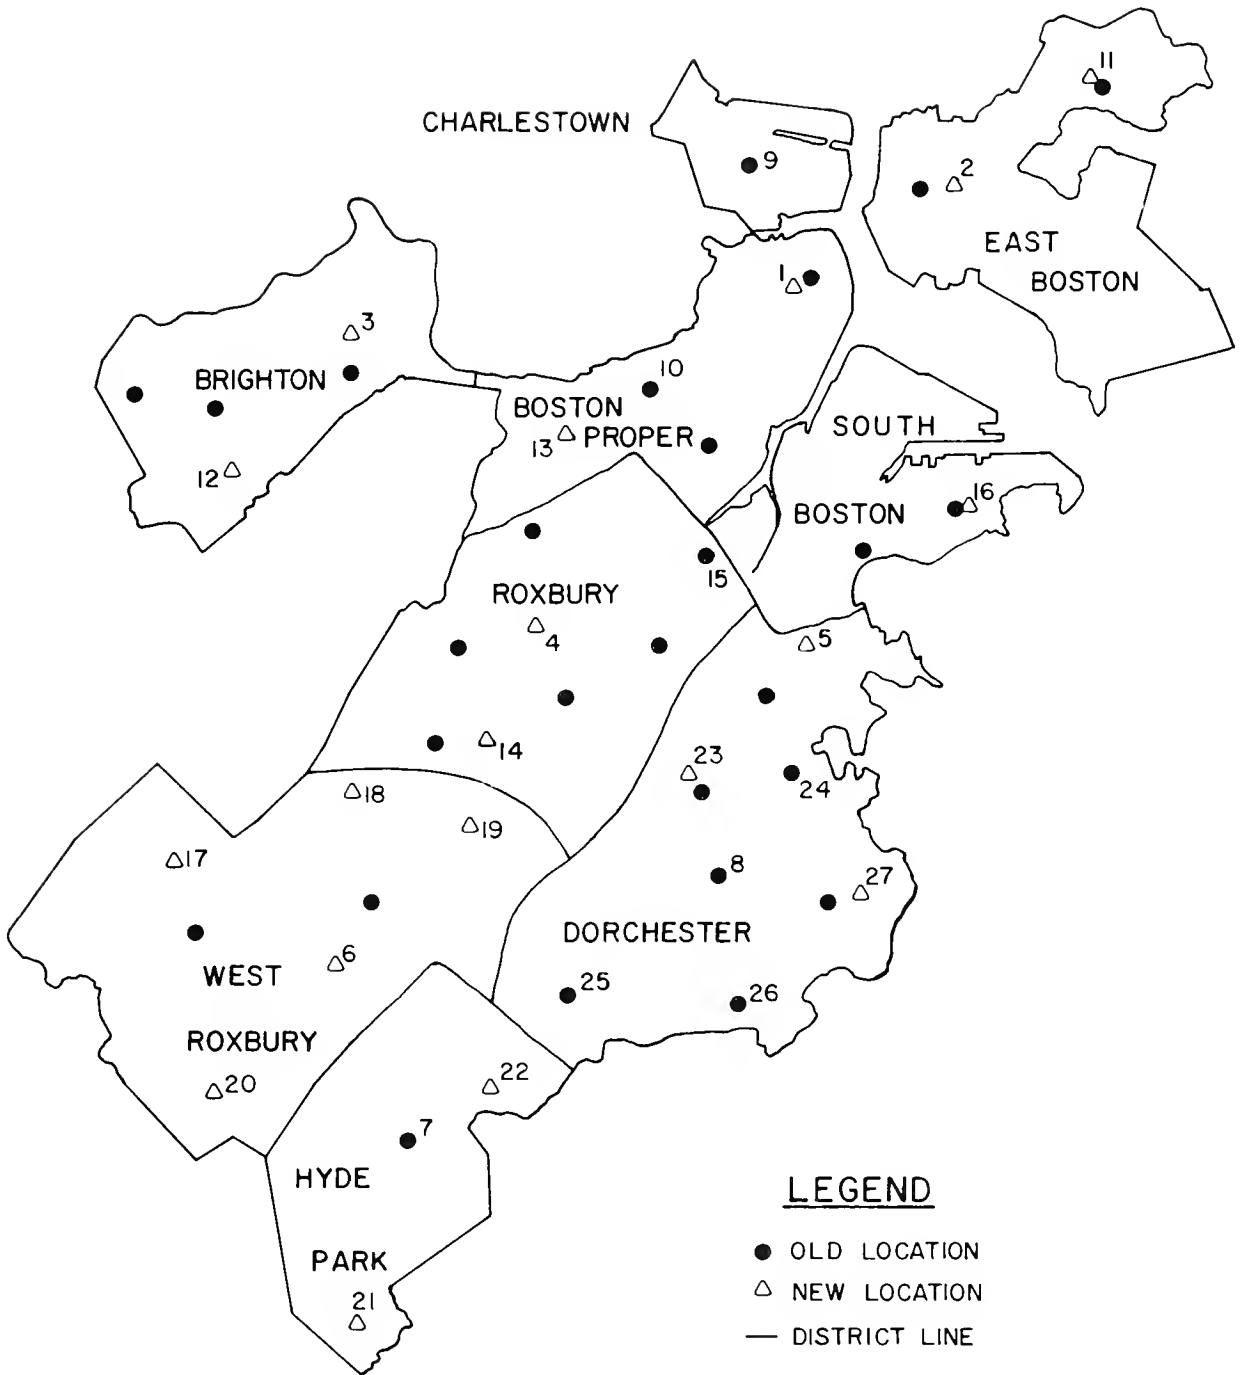 11
CHARLESTOWN
9
2
EAST
BOSTON
1
3
BRIGHTON
10
BOSTON
PROPER
13
SOUTH
12
16
BOSTON
15
ROXBURY
4
5
14
23
24
18
19
17
8
27
DORCHESTER
6
WEST
25
26
ROXBURY
20
22
7
HYDE
PARK
21
LEGEND
OLD LOCATION
NEW LOCATION
DISTRICT LINE